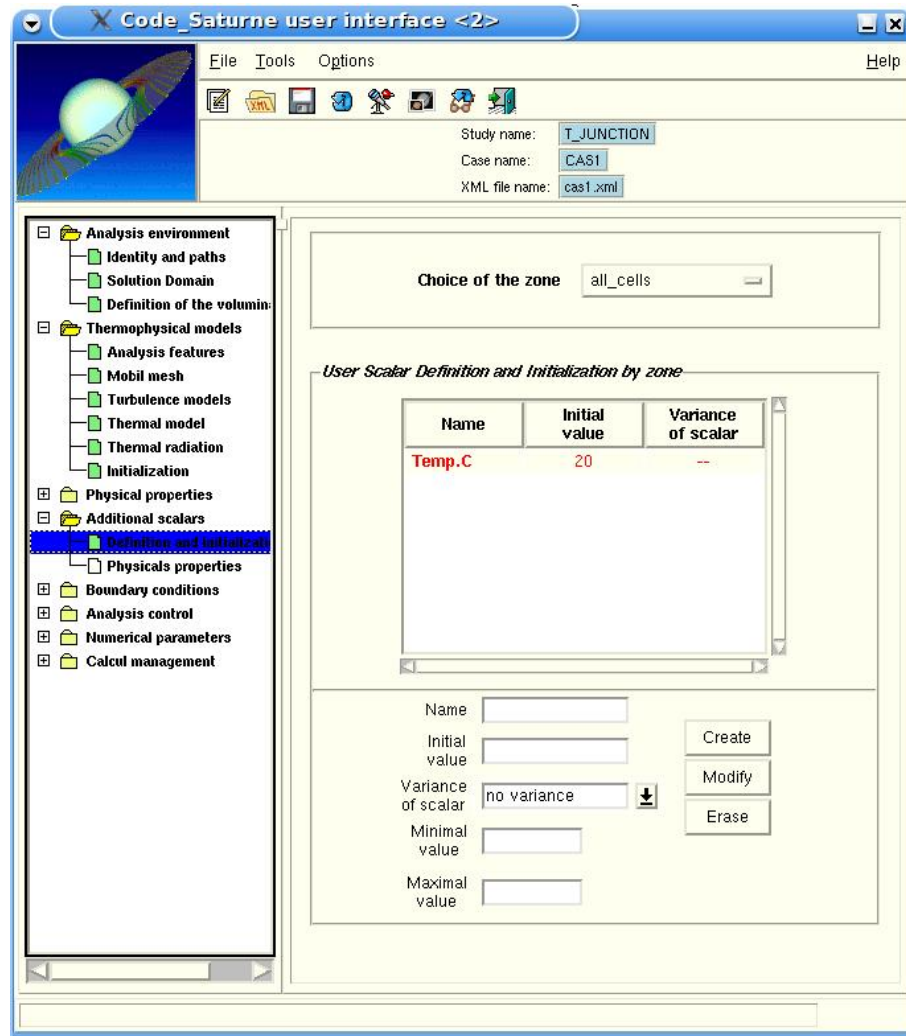 Code_Saturne user interface <2>
File Tools Options Help
XML
Study name: T_JUNCTION
Case name: CAS1
XML file name: cas1.xml
Analysis environment
Identity and paths
Solution Domain
Definition of the volumin
Thermophysical models
Analysis features
Mobil mesh
Turbulence models
Thermal model
Thermal radiation
Initialization
Physical properties
Additional scalars
Definition and initializati
Physicals properties
Boundary conditions
Analysis control
Numerical parameters
Calcul management
Choice of the zone all_cells
User Scalar Definition and Initialization by zone
Name Initial value Variance of scalar
Temp.C 20 --
Name
Initial
value
Variance
of scalar
no variance
Minimal
value
Maximal
value
Create
Modify
Erase